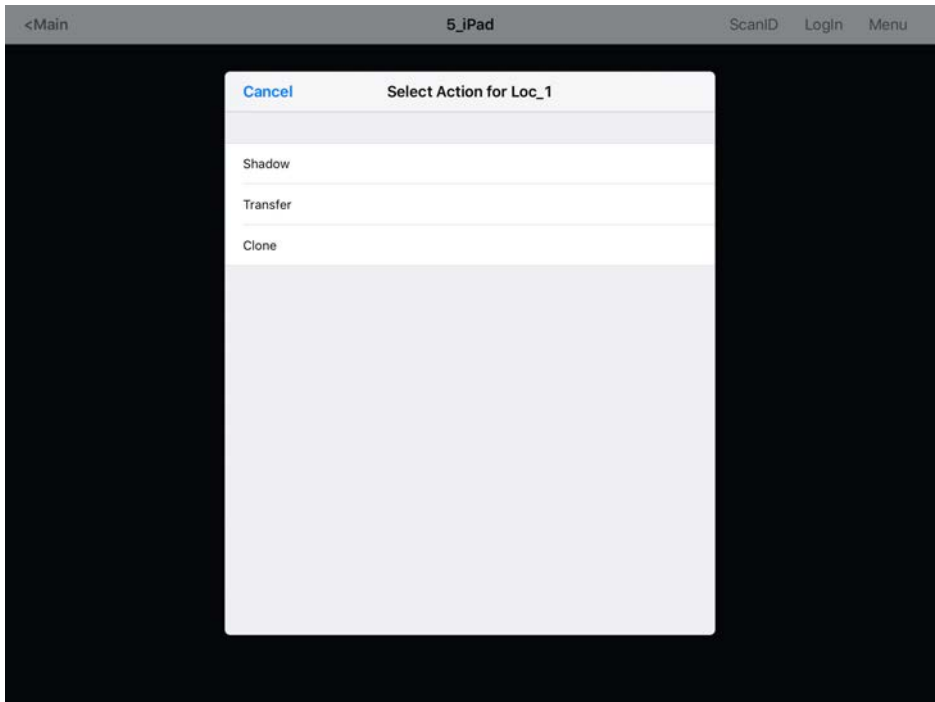 <Main 5_iPad ScanID LogIn Menu
Cancel Select Action for Loc_1
Shadow
Transfer
Clone